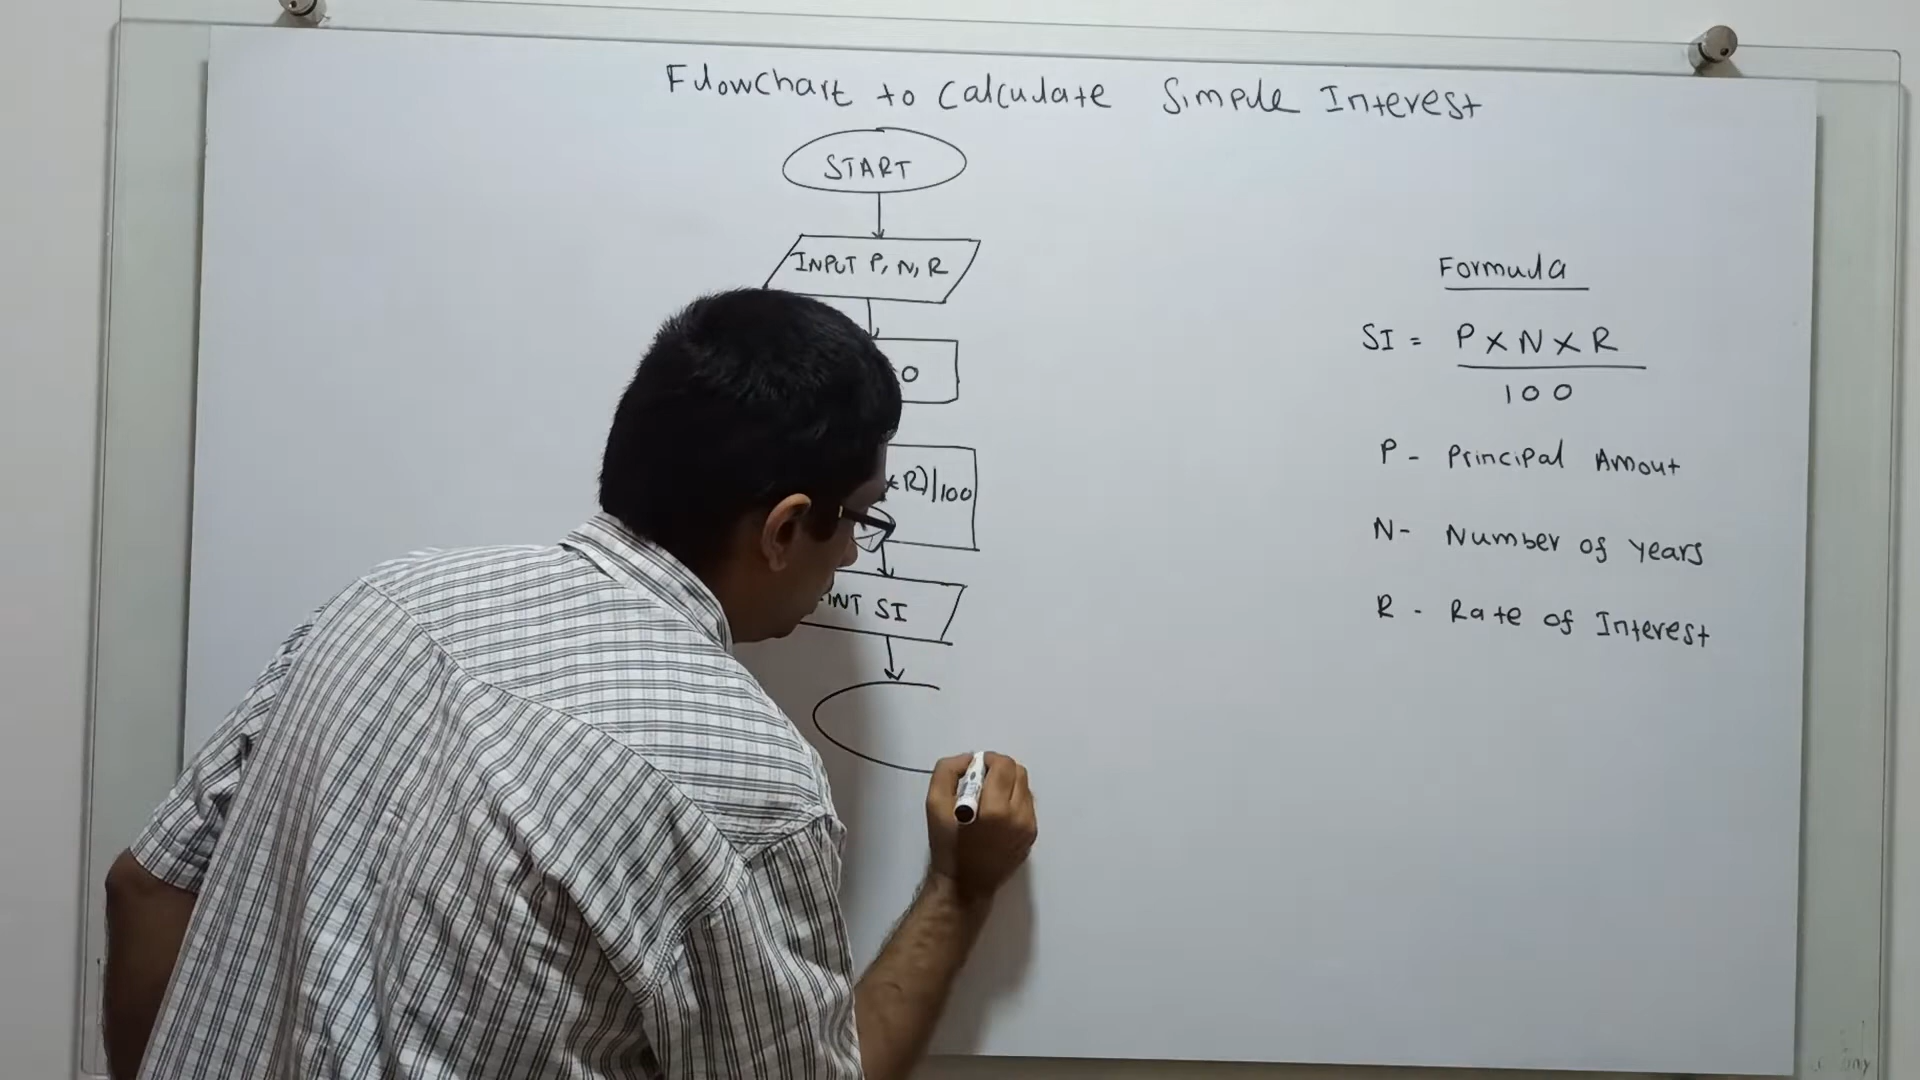 Flowchart to Calculate Simple Interest
START
INPUT P, N, R
0
* R)/100
SI
Formula
SI = P x N x R
100
P - Principal Amout
N - Number of years
R - Rate of Interest